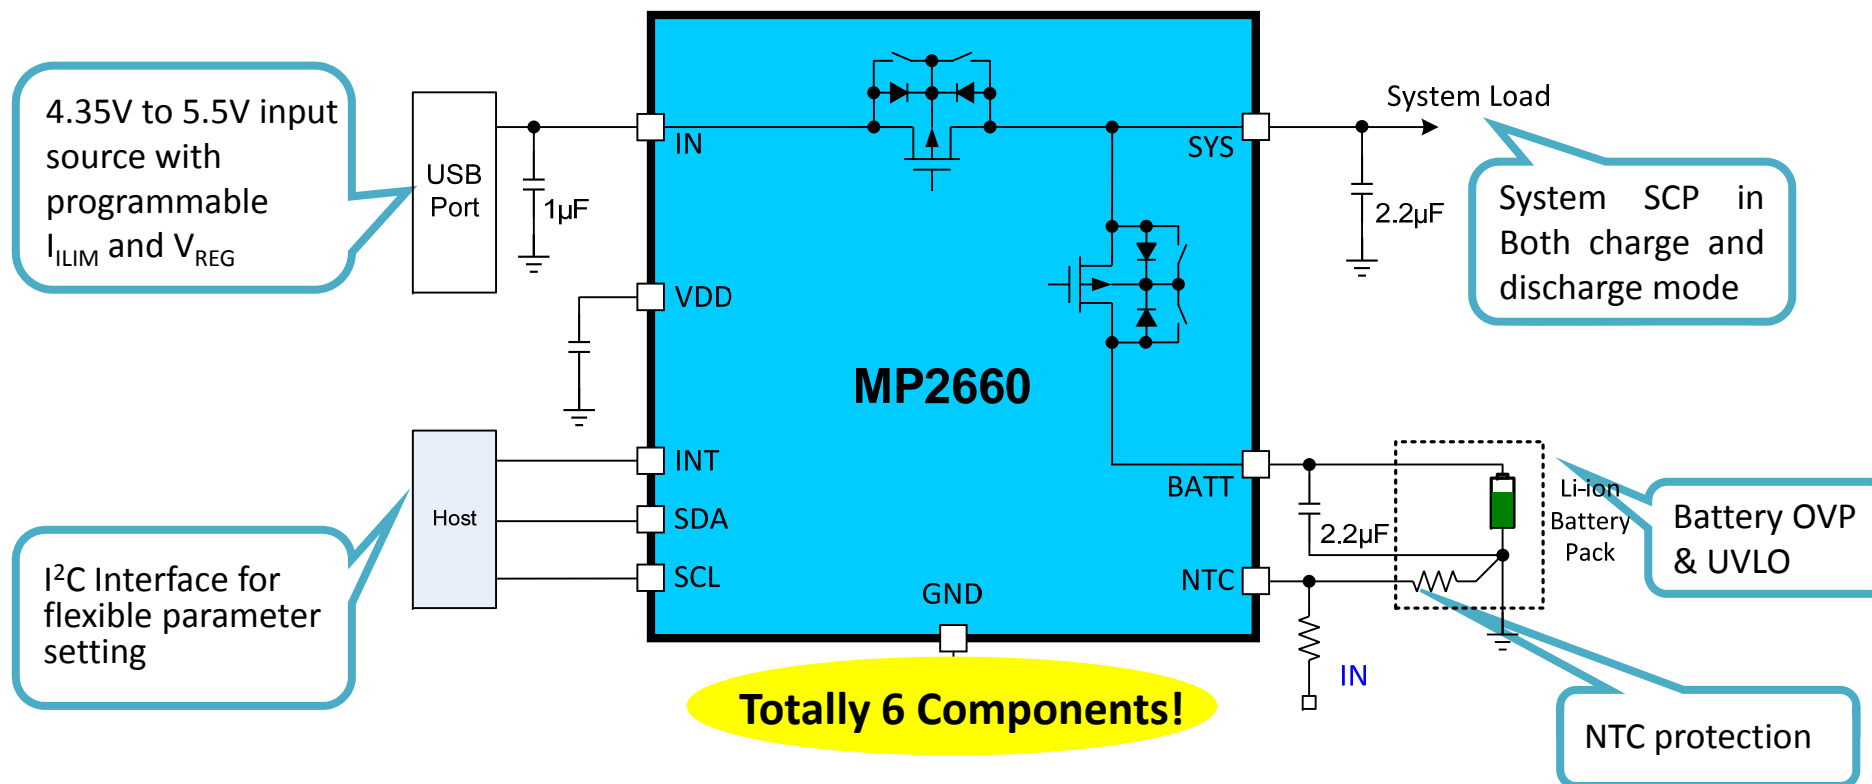 4.35V to 5.5V input
source with
programmable
I_ILIM and V_REG
USB
Port
1µF
IN
VDD
INT
SDA
SCL
Host
I²C Interface for
flexible parameter
setting
MP2660
GND
Totally 6 Components!
SYS
BATT
NTC
System Load
2.2µF
System SCP in
Both charge and
discharge mode
2.2µF
Li-ion
Battery
Pack
Battery OVP
& UVLO
IN
NTC protection